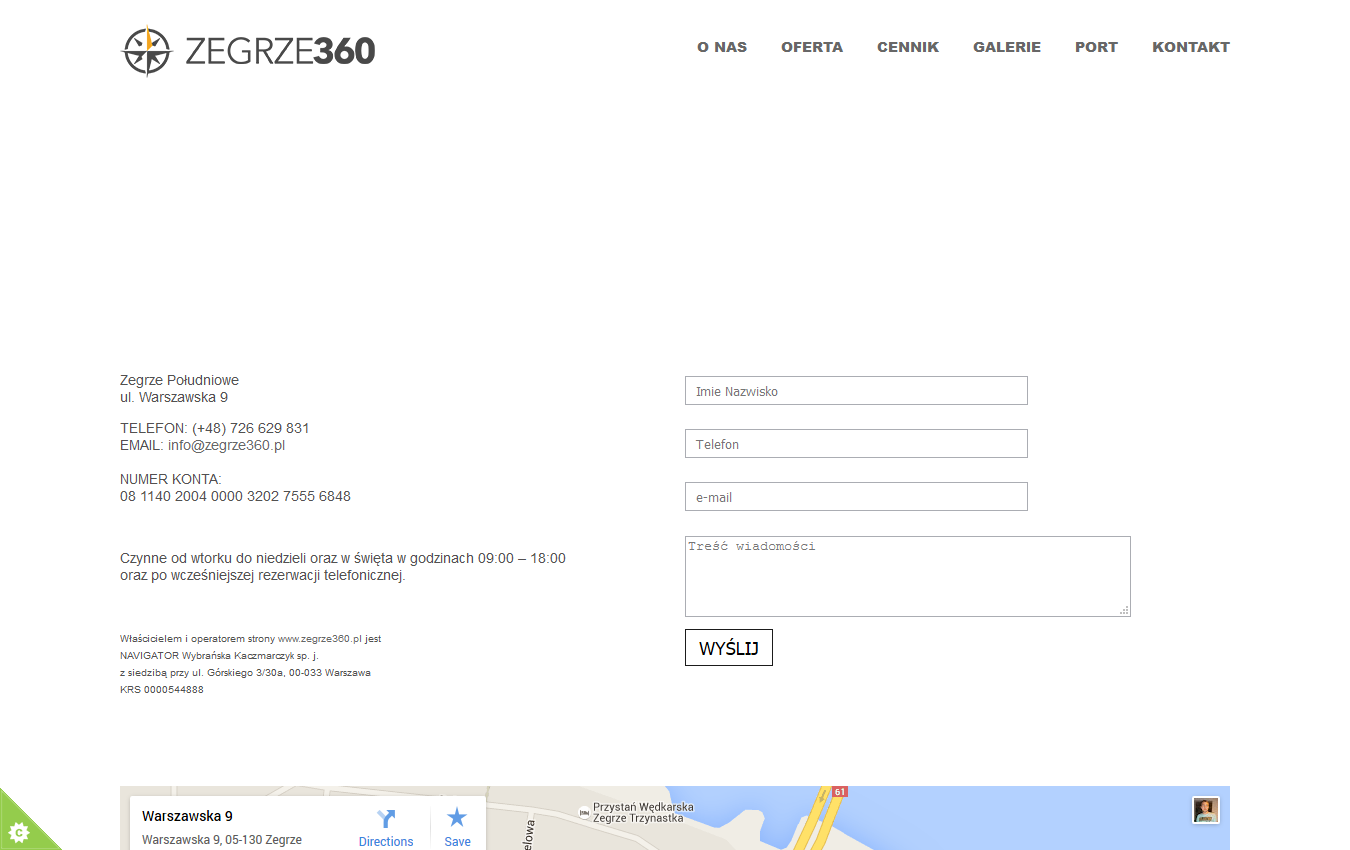 ZEGRZE360
O NAS OFERTA CENNIK GALERIE PORT KONTAKT
Zegrze Południowe
ul. Warszawska 9
TELEFON: (+48) 726 629 831
EMAIL: info@zegrze360.pl
NUMER KONTA:
08 1140 2004 0000 3202 7555 6848
Czynne od wtorku do niedzieli oraz w święta w godzinach 09:00 – 18:00
oraz po wcześniejszej rezerwacji telefonicznej.
Właścicielem i operatorem strony www.zegrze360.pl jest
NAVIGATOR Wybrańska Kaczmarczyk sp. j.
z siedzibą przy ul. Górskiego 3/30a, 00-033 Warszawa
KRS 0000544888
Imie Nazwisko
Telefon
e-mail
Treść wiadomości
WYŚLIJ
Warszawska 9
Warszawska 9, 05-130 Zegrze
Directions
Save
elowa
Przystań Wędkarska
Zegrze Trzynastka
61